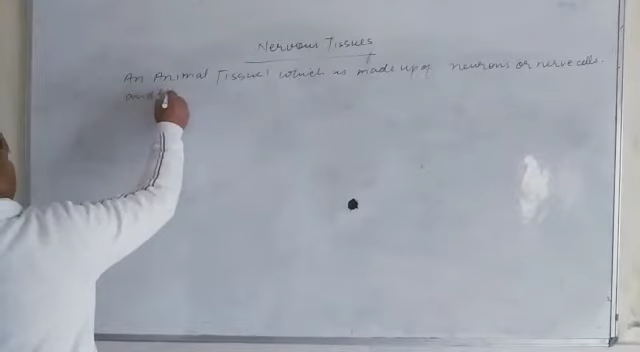 Nervous Tissues
An Animal Tissue which is made up of neurons or nerve cells.
and